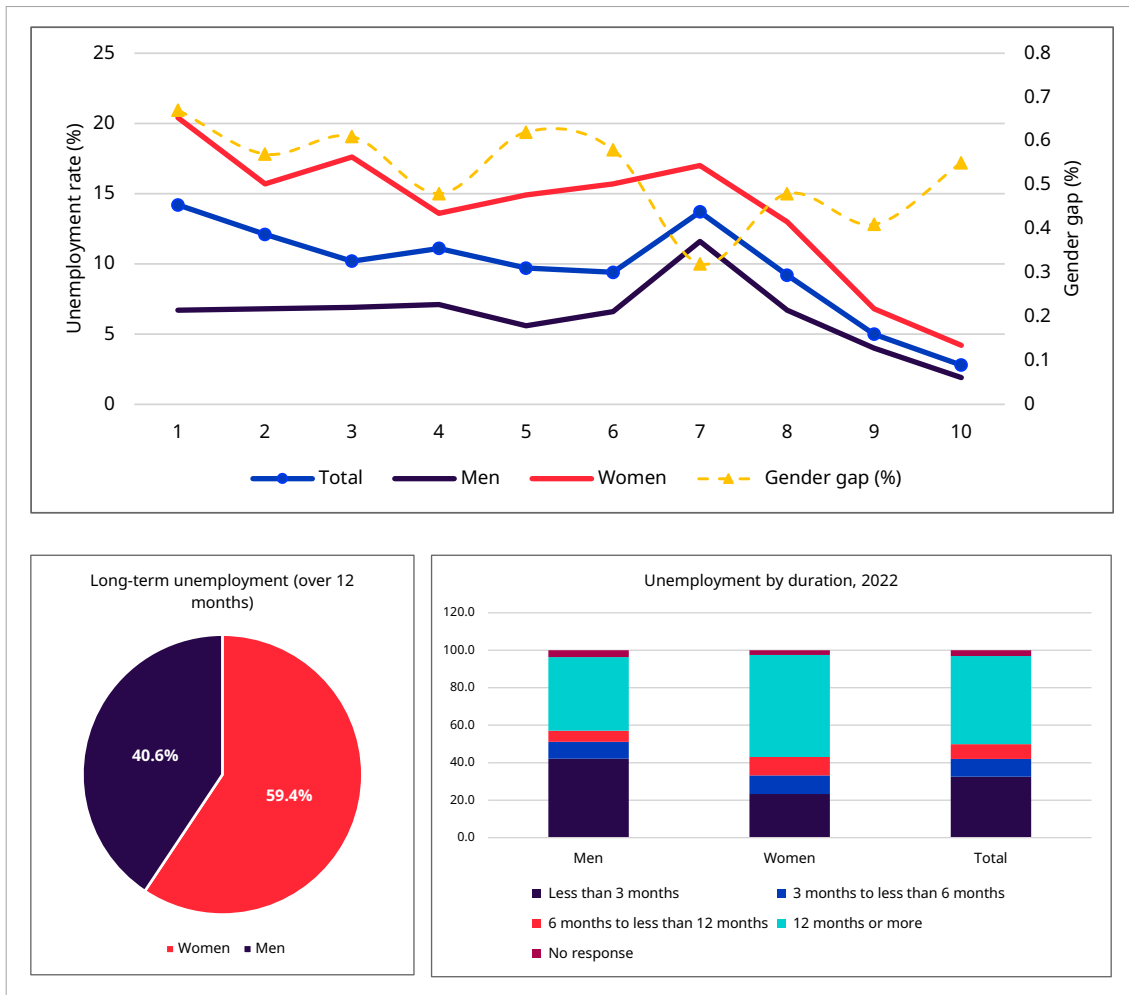 25
20
15
10
5
0
Unemployment rate (%)
0.8
0.7
0.6
0.5
0.4
0.3
0.2
0.1
0
Gender gap (%)
1 2 3 4 5 6 7 8 9 10
Total Men Women Gender gap (%)
Long-term unemployment (over 12
months)
40.6%
59.4%
Women Men
Unemployment by duration, 2022
120.0
100.0
80.0
60.0
40.0
20.0
0.0
Men Women Total
Less than 3 months 3 months to less than 6 months
6 months to less than 12 months 12 months or more
No response